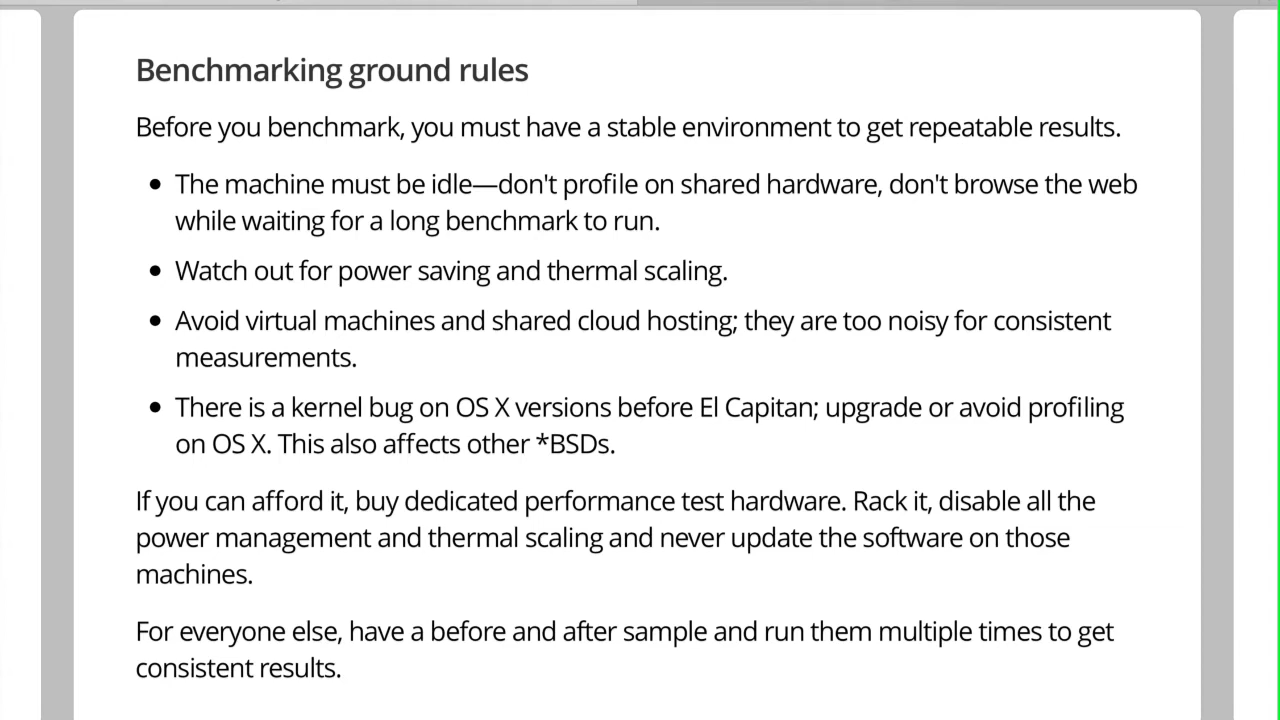 Benchmarking ground rules
Before you benchmark, you must have a stable environment to get repeatable results.
• The machine must be idle—don't profile on shared hardware, don't browse the web
while waiting for a long benchmark to run.
• Watch out for power saving and thermal scaling.
• Avoid virtual machines and shared cloud hosting; they are too noisy for consistent
measurements.
• There is a kernel bug on OS X versions before El Capitan; upgrade or avoid profiling
on OS X. This also affects other *BSDs.
If you can afford it, buy dedicated performance test hardware. Rack it, disable all the
power management and thermal scaling and never update the software on those
machines.
For everyone else, have a before and after sample and run them multiple times to get
consistent results.